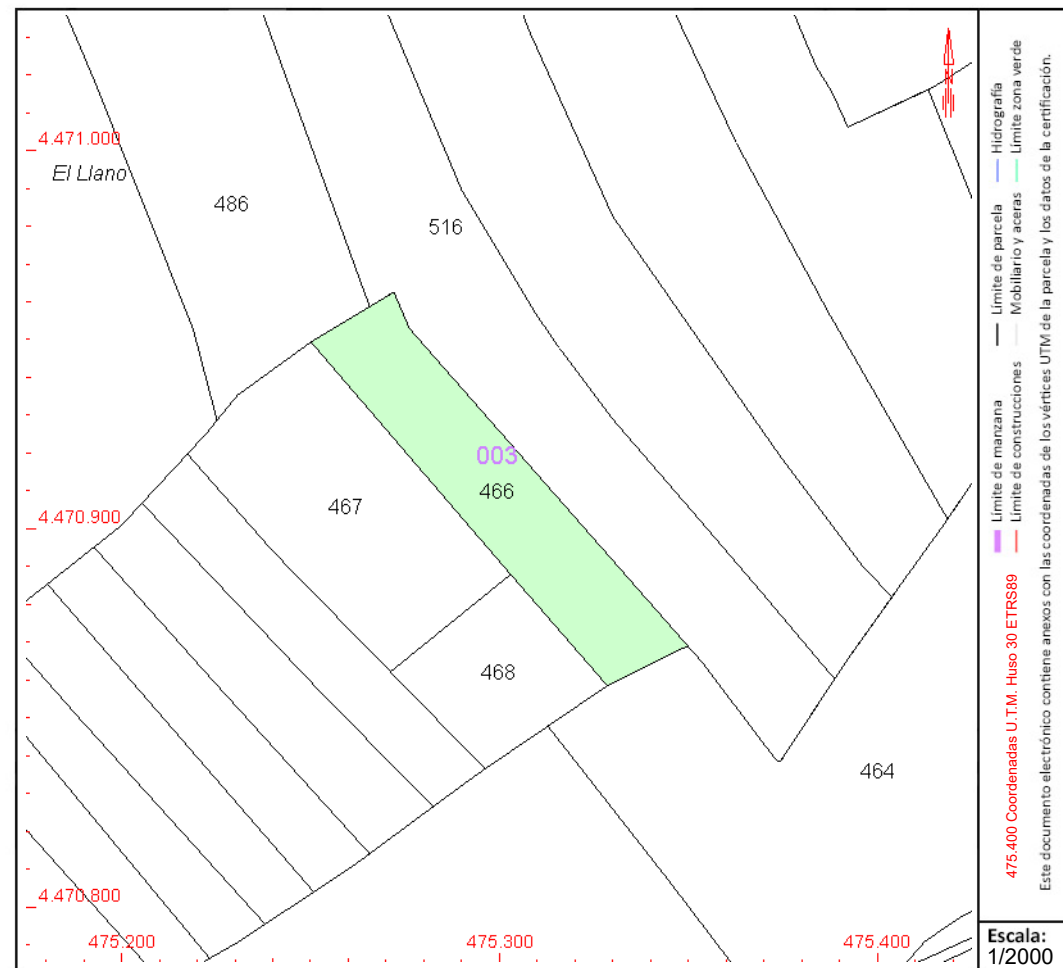 4.471.000
El Llano
486
516
003
466
467
4.470.900
468
464
4.470.800
475.200
475.300
475.400
475.400 Coordenadas U.T.M. Huso 30 ETRS89
Límite de manzana
Límite de parcela
Hidrografía
Límite de construcciones
Mobiliario y aceras
Límite zona verde
Este documento electrónico contiene anexos con las coordenadas de los vértices UTM de la parcela y los datos de la certificación.
Escala:
1/2000